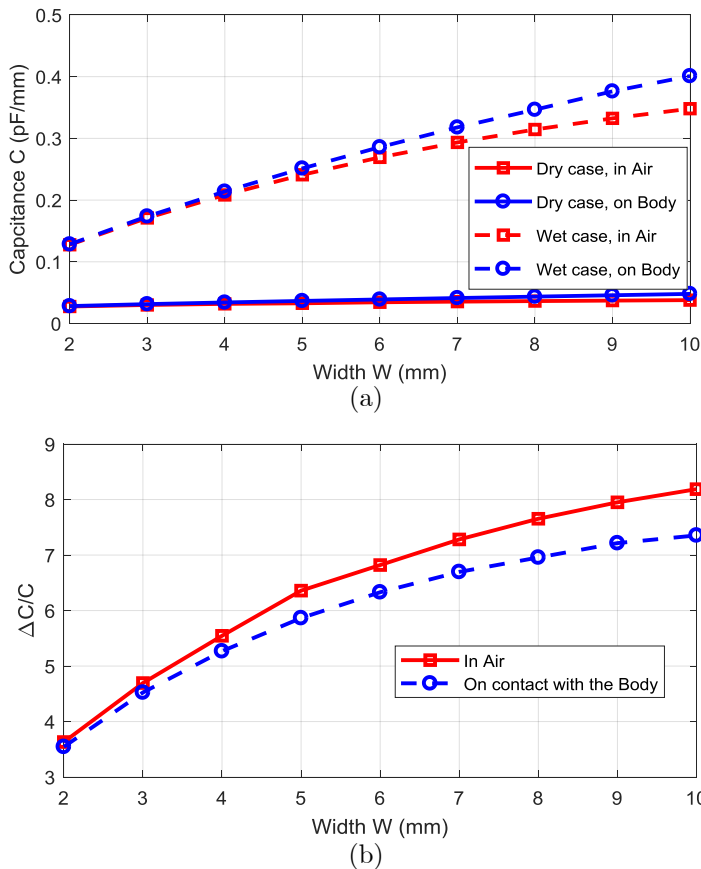 0.5
0.4
0.3
0.2
0.1
0
Capcitance C (pF/mm)
Dry case, in Air
Dry case, on Body
Wet case, in Air
Wet case, on Body
2 3 4 5 6 7 8 9 10
Width W (mm)
(a)
9
8
7
6
5
4
3
ΔC/C
In Air
On contact with the Body
2 3 4 5 6 7 8 9 10
Width W (mm)
(b)